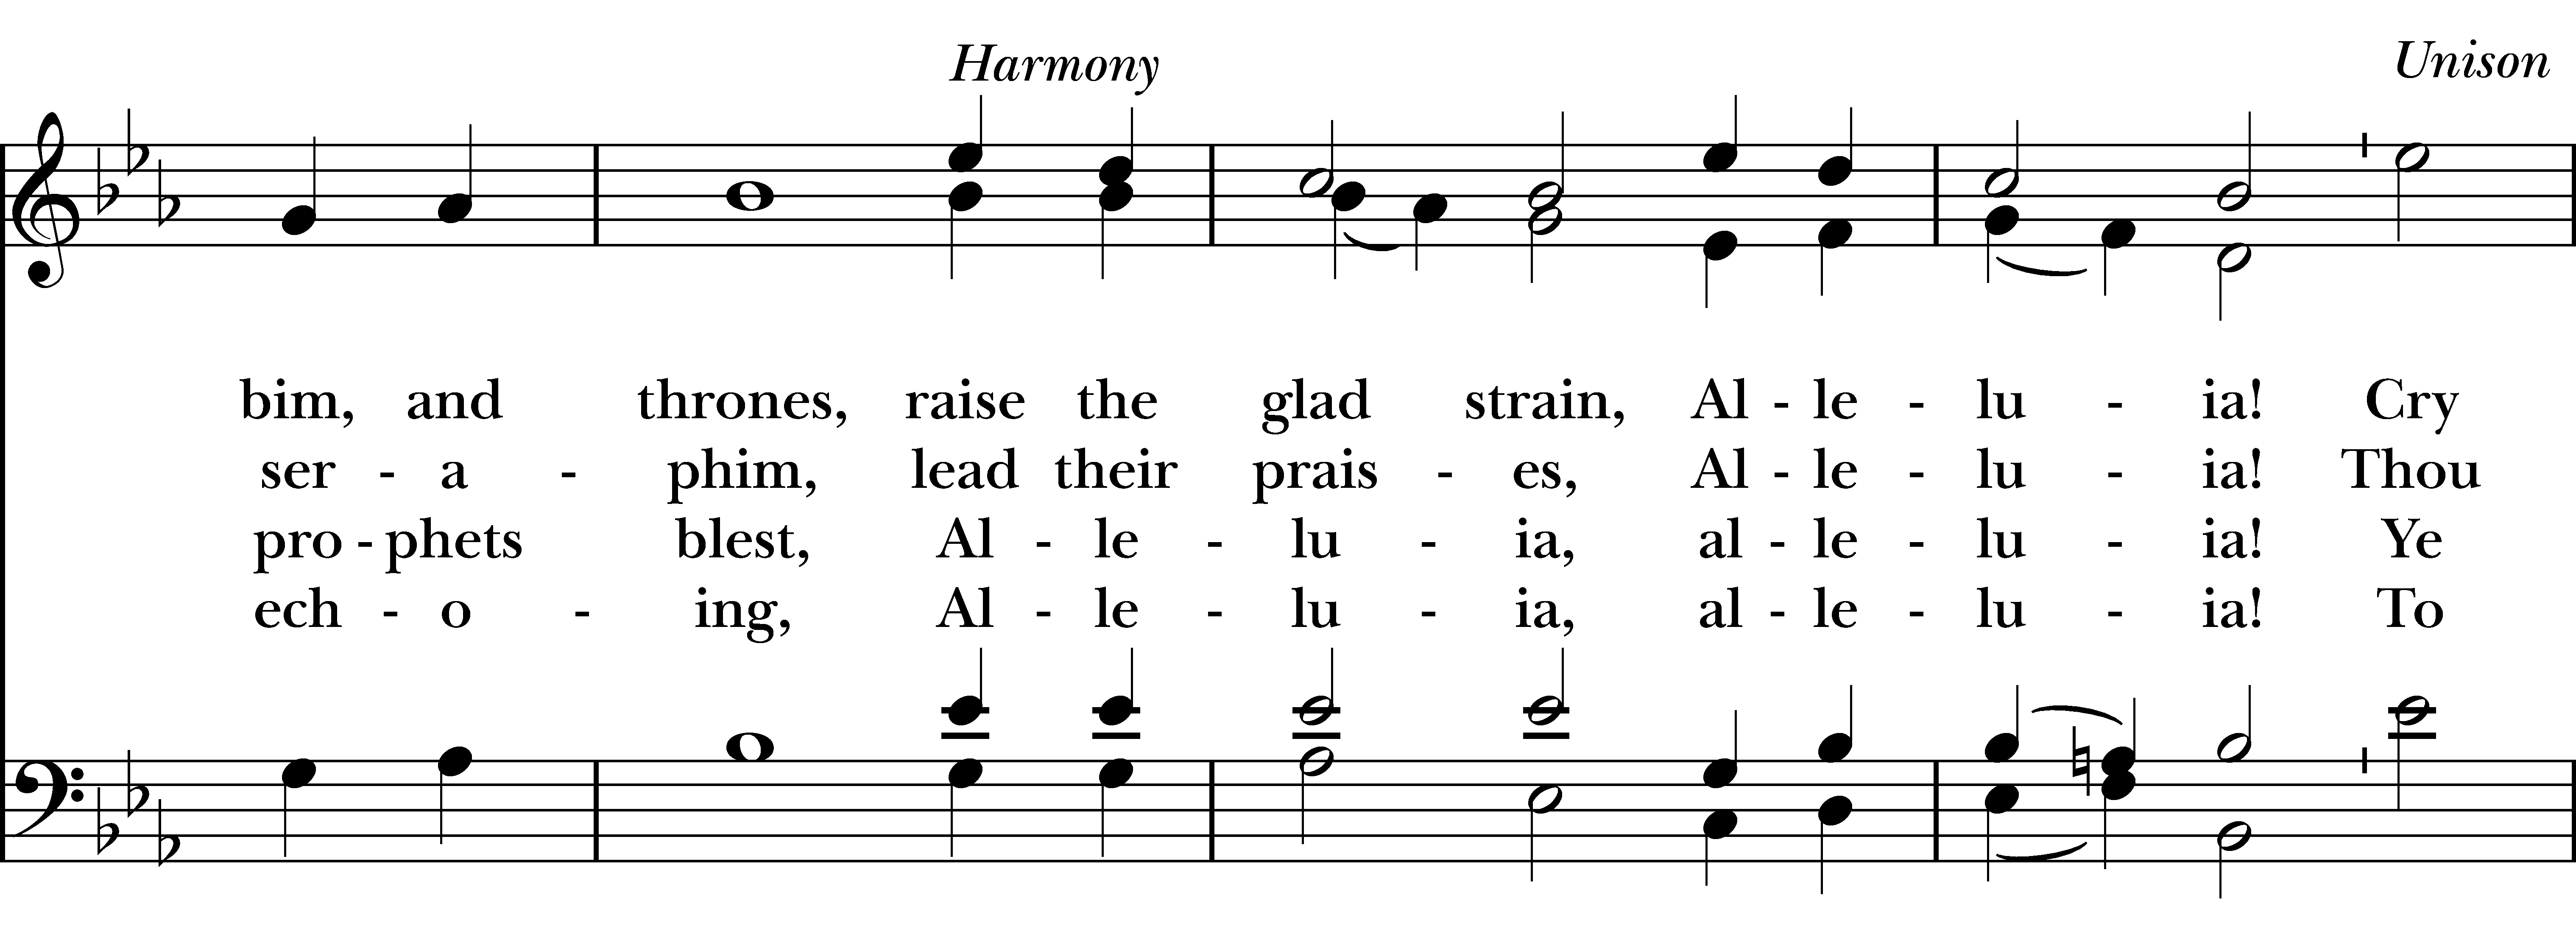 Harmony Unison
bim, and thrones, raise the glad strain, Al - le - lu - ia! Cry
ser - a - phim, lead their prais - es, Al - le - lu - ia! Thou
pro - phets blest, Al - le - lu - ia, al - le - lu - ia! Ye
ech - o - ing, Al - le - lu - ia, al - le - lu - ia! To